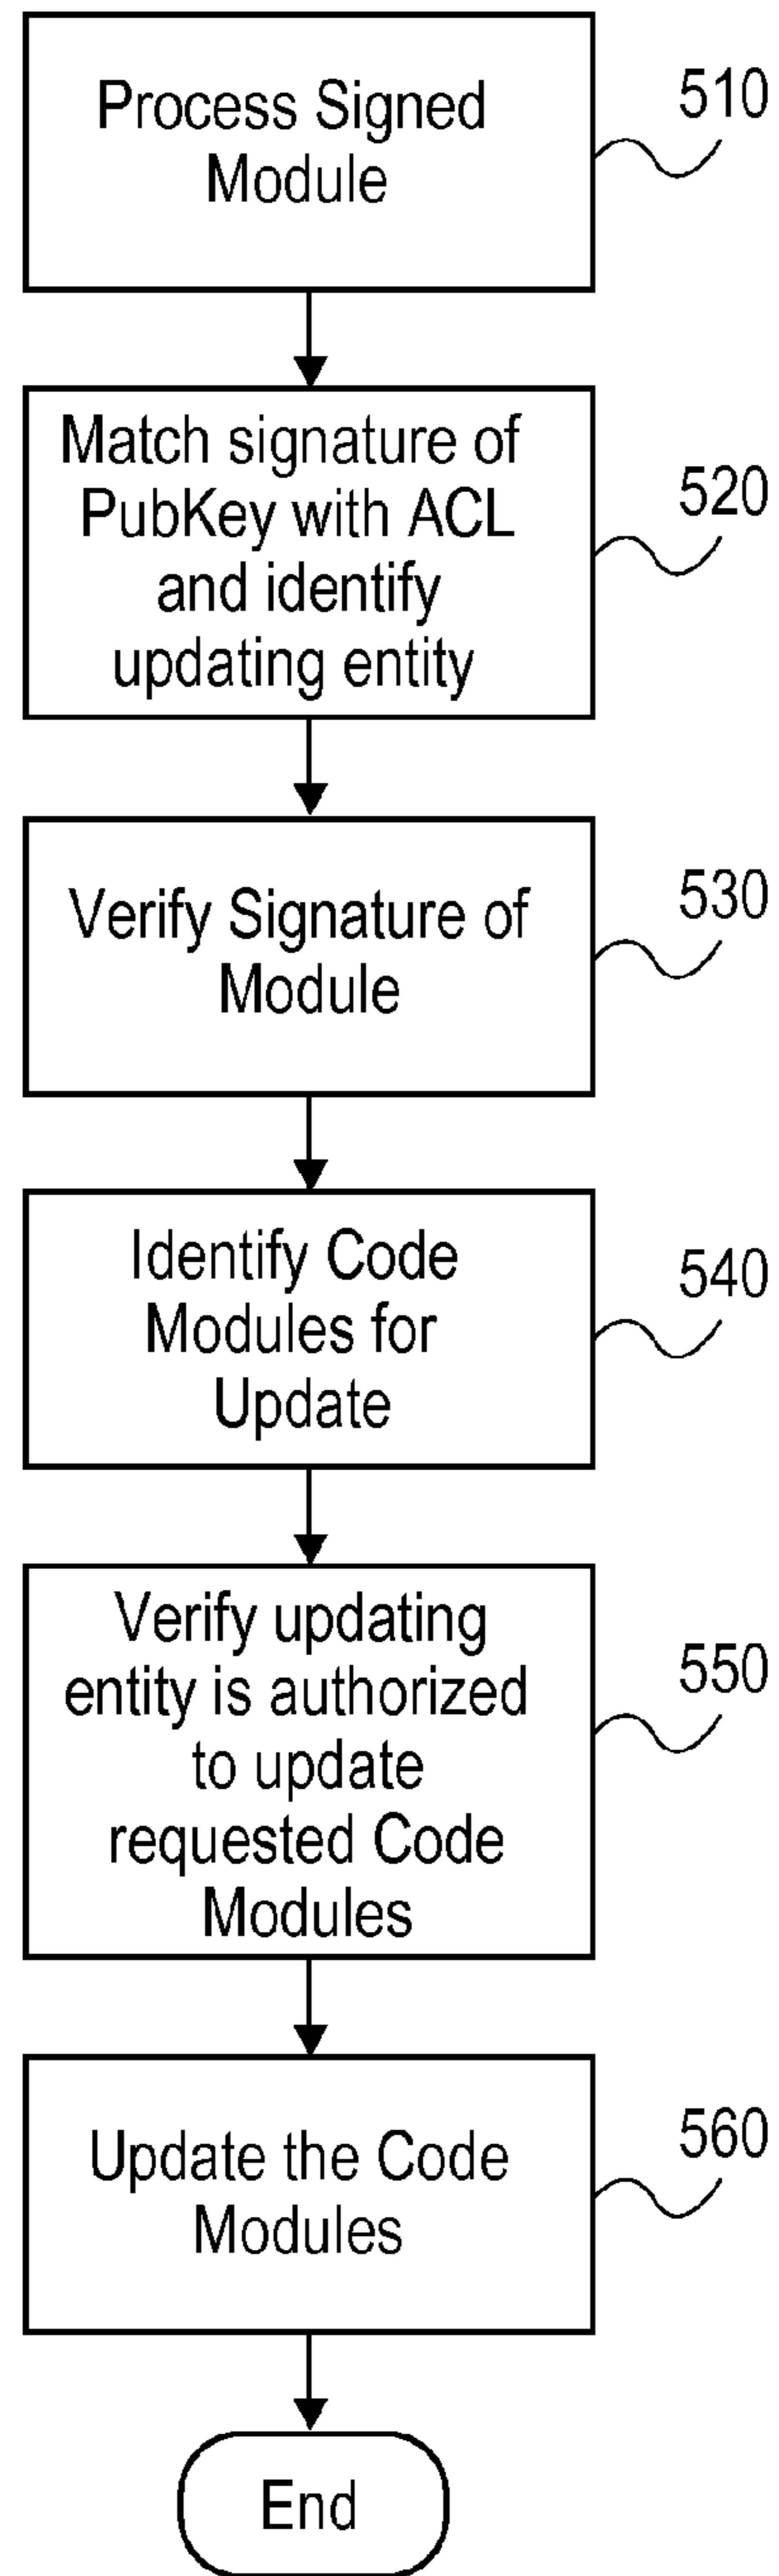 Process Signed
Module
510
Match signature of
PubKey with ACL
and identify
updating entity
520
Verify Signature of
Module
530
Identify Code
Modules for
Update
540
Verify updating
entity is authorized
to update
requested Code
Modules
550
Update the Code
Modules
560
End